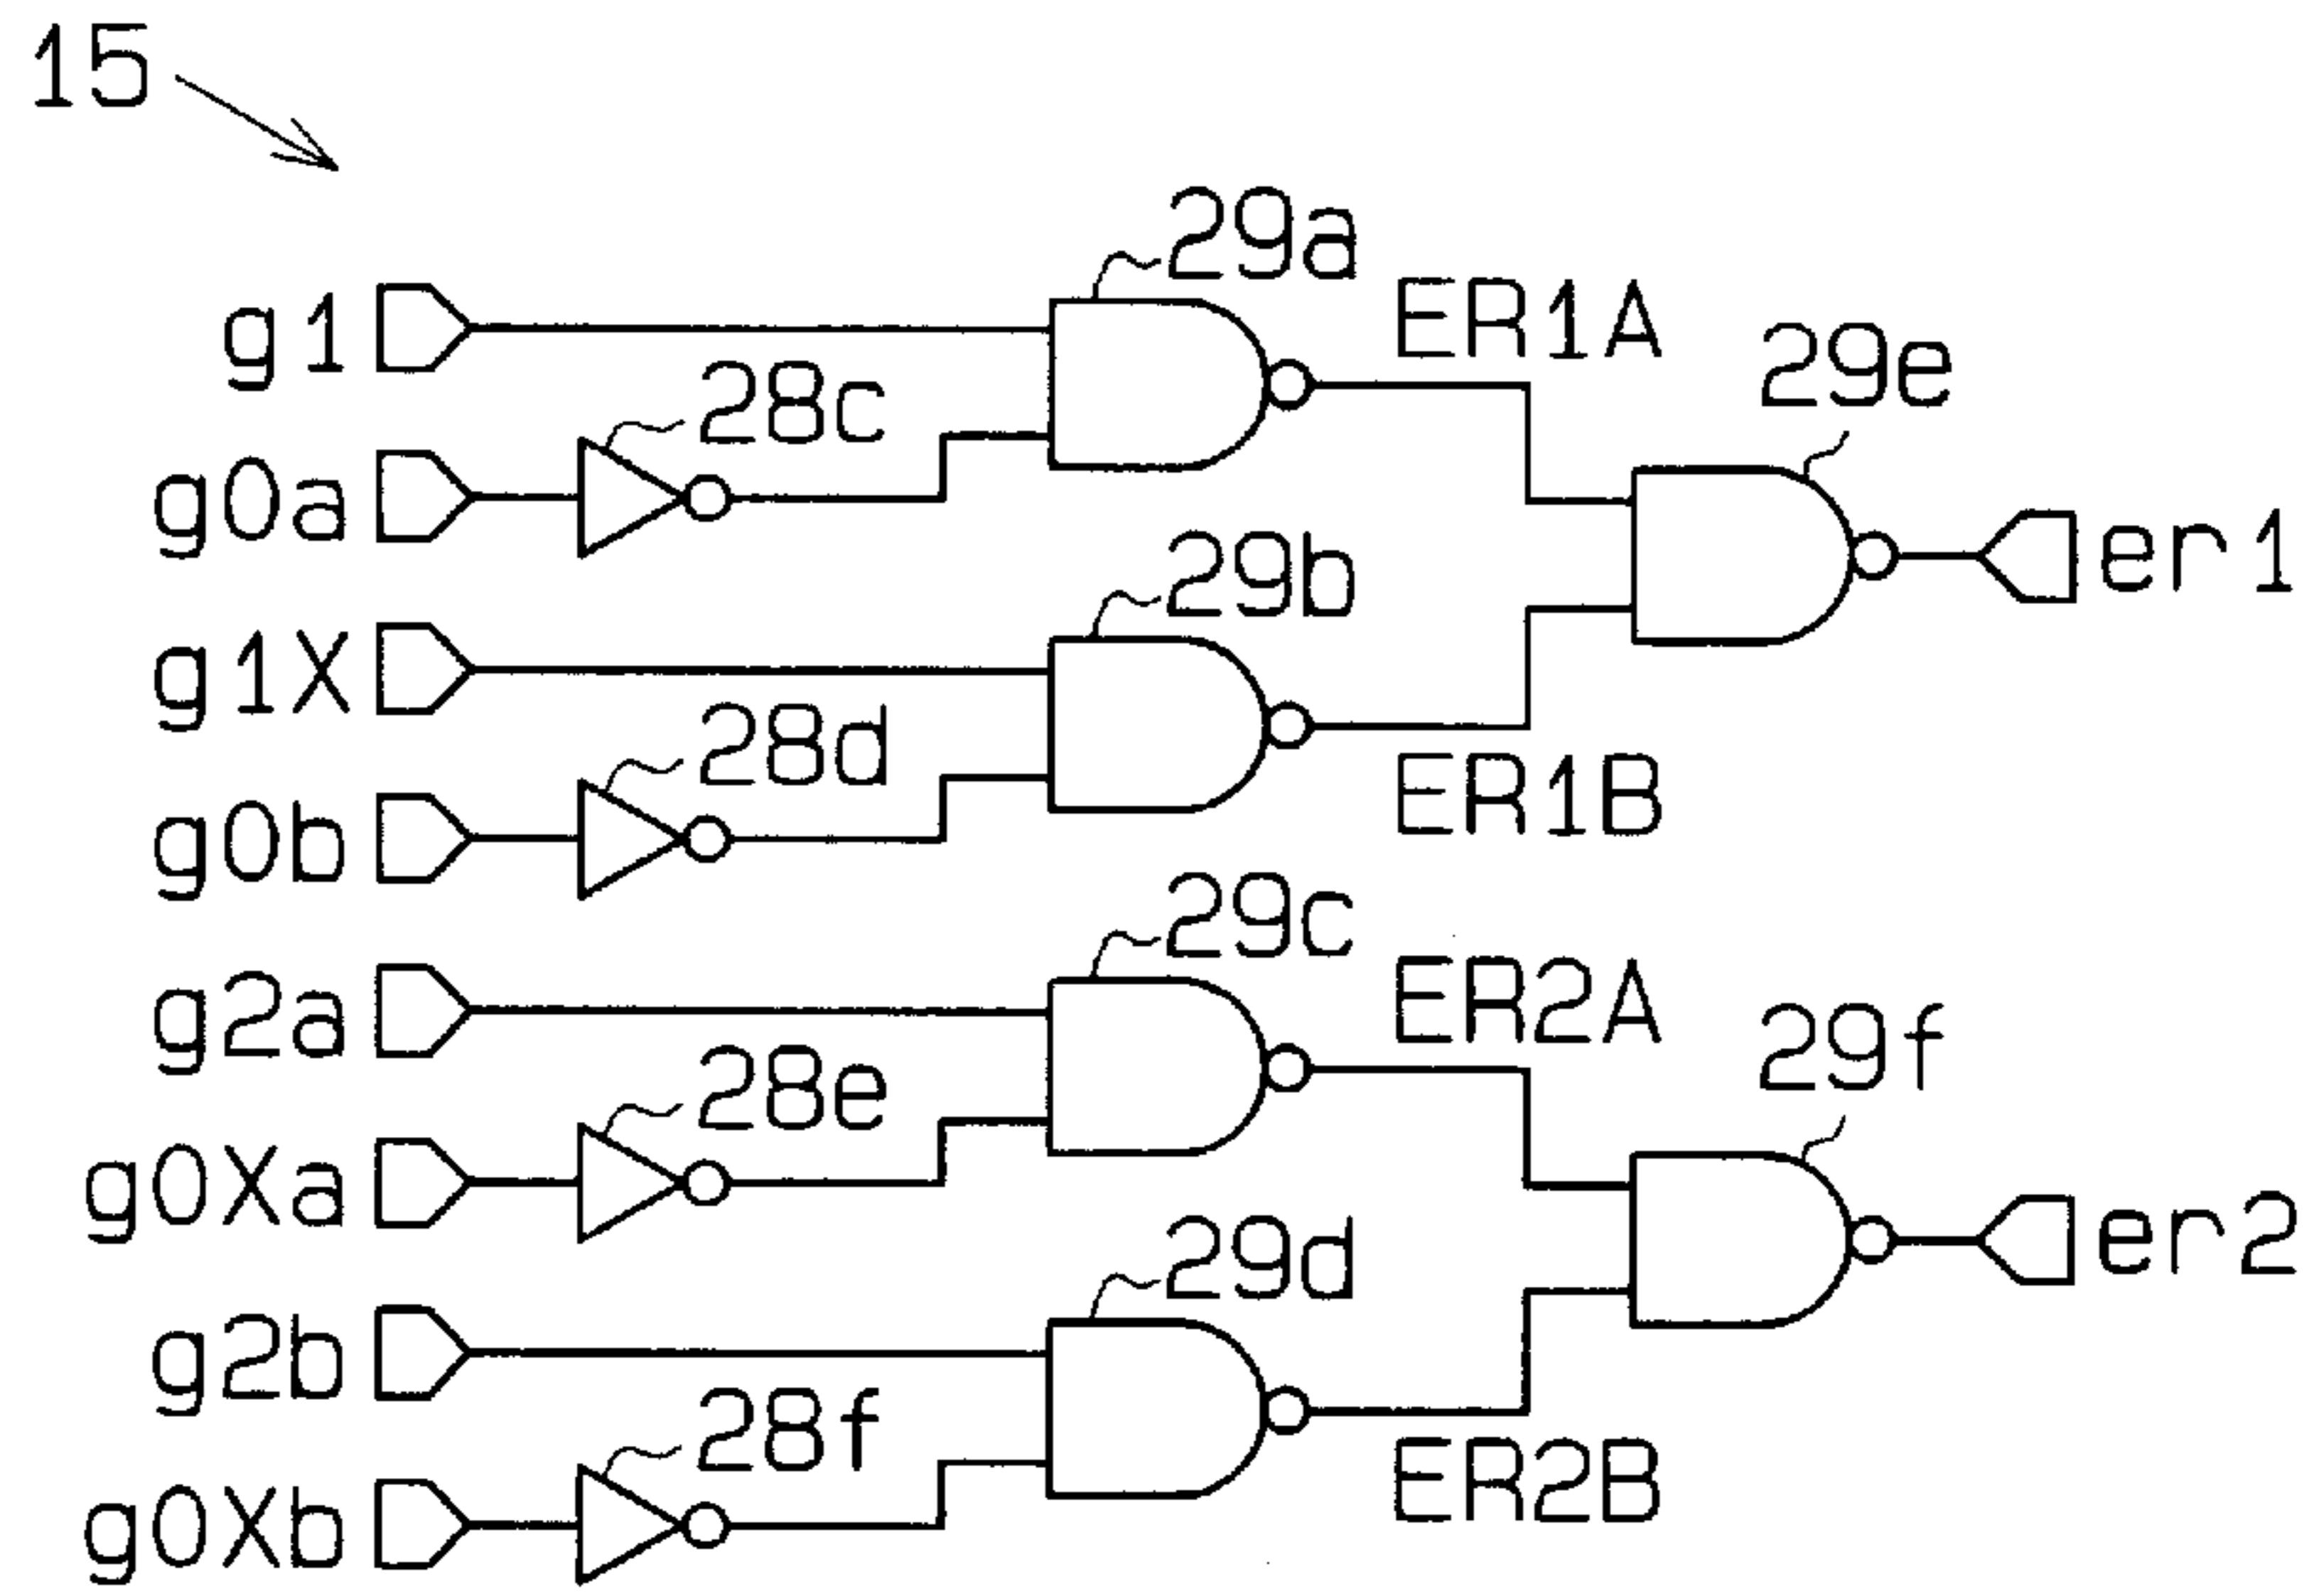 15
29a
ER1A
g1
29e
28c
g0a
er1
29b
g1X
28d
ER1B
g0b
29c
ER2A
g2a
29f
28e
g0Xa
er2
29d
g2b
28f
ER2B
g0Xb